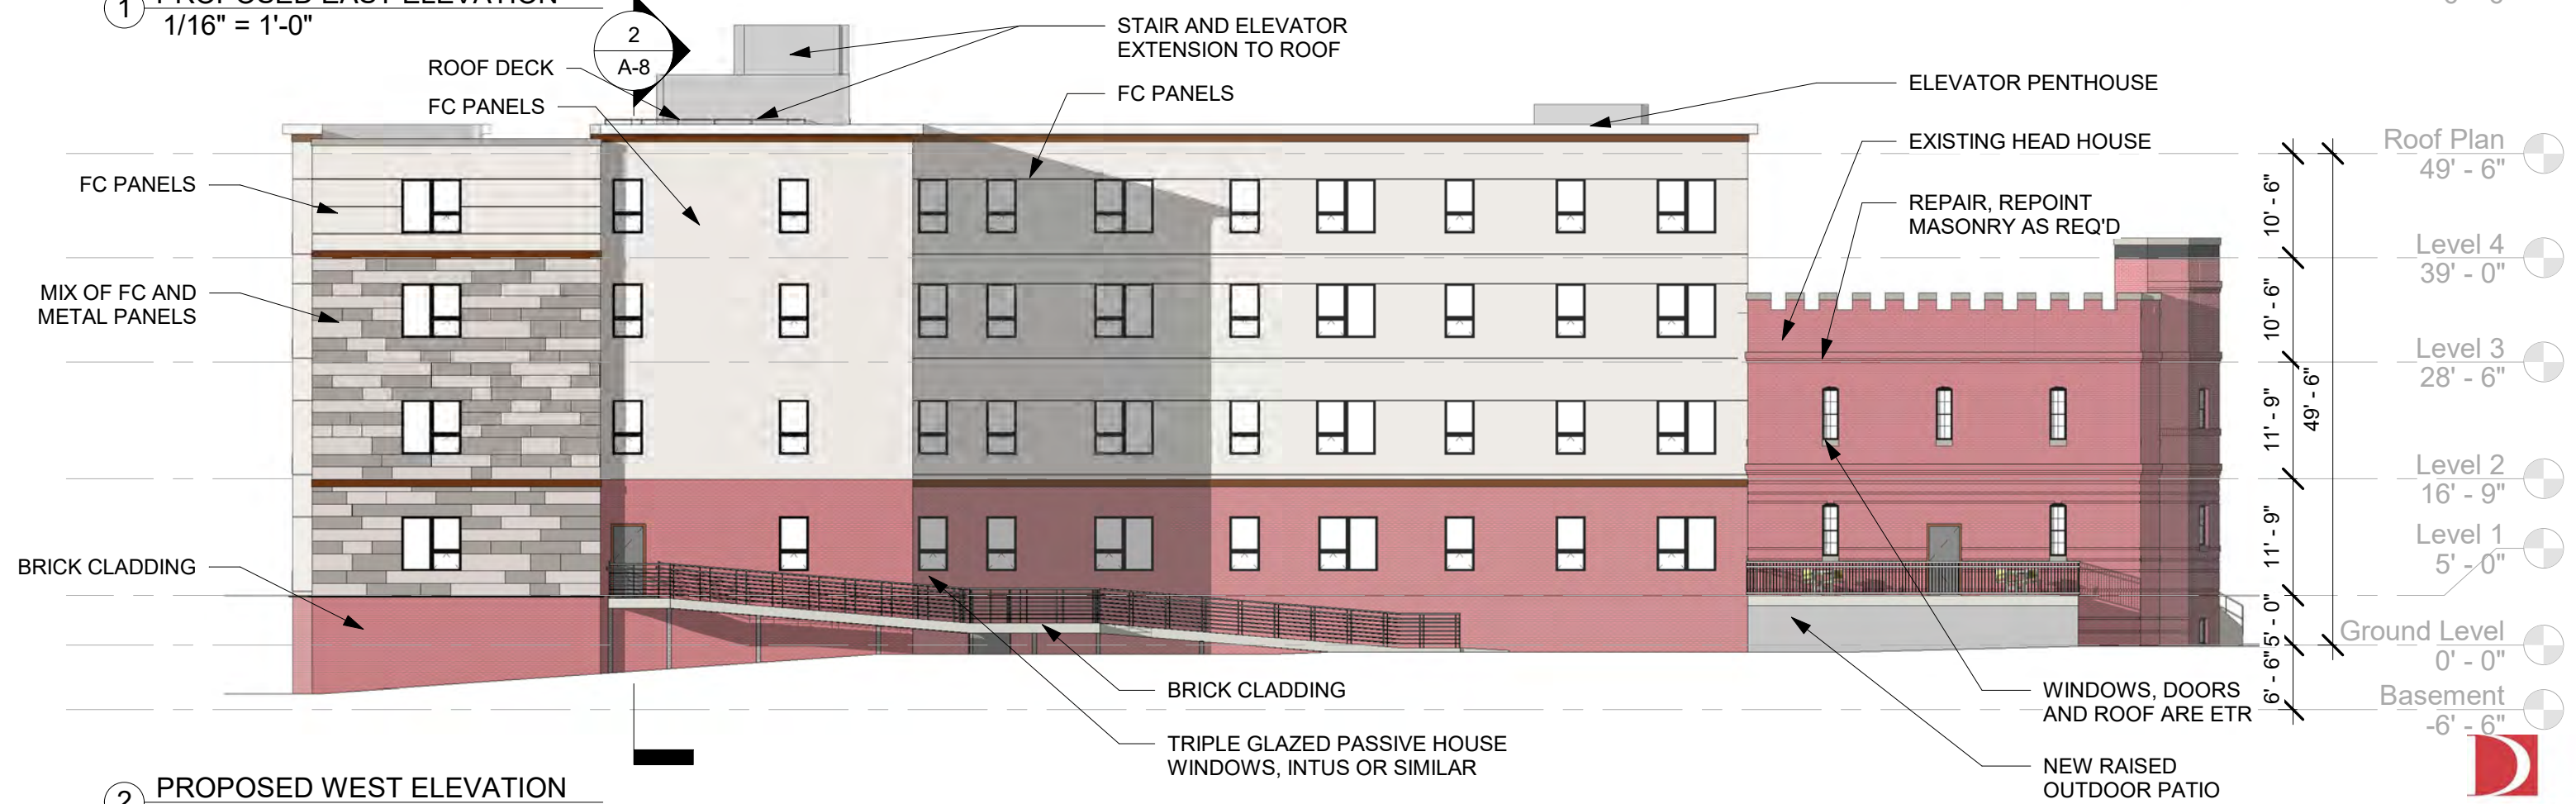 1 PROPOSED EAST ELEVATION
1/16" = 1'-0"
2
A-8
ROOF DECK
FC PANELS
STAIR AND ELEVATOR
EXTENSION TO ROOF
FC PANELS
ELEVATOR PENTHOUSE
EXISTING HEAD HOUSE
REPAIR, REPOINT
MASONRY AS REQ'D
FC PANELS
MIX OF FC AND
METAL PANELS
BRICK CLADDING
BRICK CLADDING
TRIPLE GLAZED PASSIVE HOUSE
WINDOWS, INTUS OR SIMILAR
WINDOWS, DOORS
AND ROOF ARE ETR
NEW RAISED
OUTDOOR PATIO
10' - 6"
10' - 6"
11' - 9"
11' - 9"
5' - 0"
6' - 6"
49' - 6"
Roof Plan
49' - 6"
Level 4
39' - 0"
Level 3
28' - 6"
Level 2
16' - 9"
Level 1
5' - 0"
Ground Level
0' - 0"
Basement
-6' - 6"
2 PROPOSED WEST ELEVATION